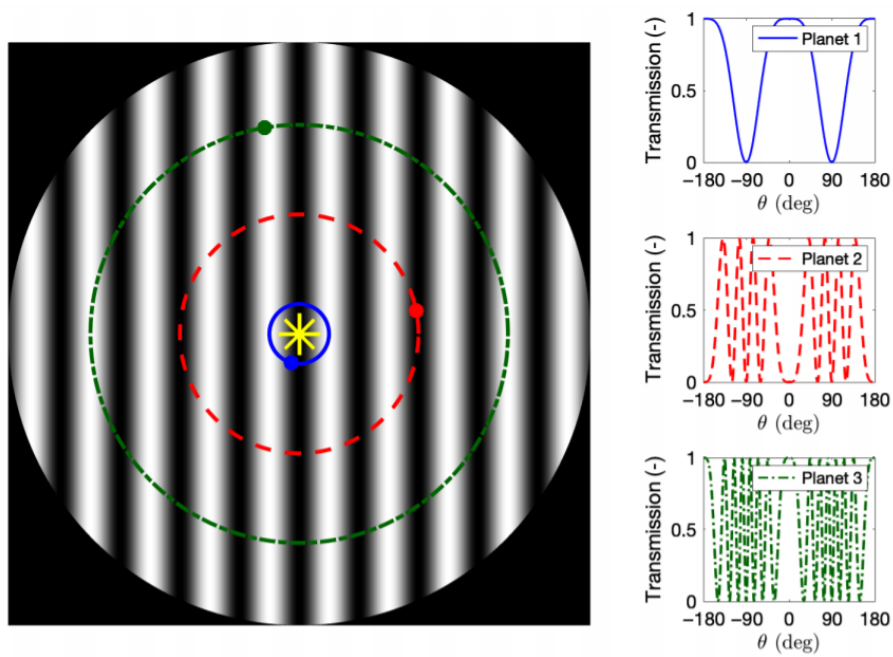 1
Planet 1
Transmission (-)
0.5
0
-180 -90 0 90 180
θ (deg)
1
Planet 2
Transmission (-)
0.5
0
-180 -90 0 90 180
θ (deg)
1
Planet 3
Transmission (-)
0.5
0
-180 -90 0 90 180
θ (deg)